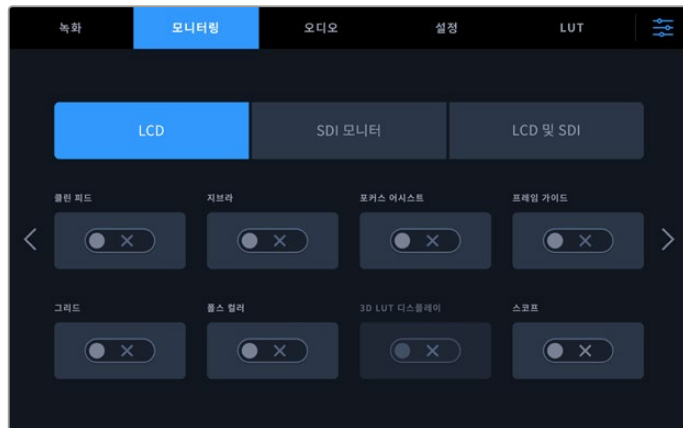 녹화 모니터링 오디오 설정 LUT
LCD SDI 모니터 LCD 및 SDI
클린 피드 지브라 포커스 어시스트 프레임 가이드
그리드 폴스 컬러 3D LUT 디스플레이 스코프